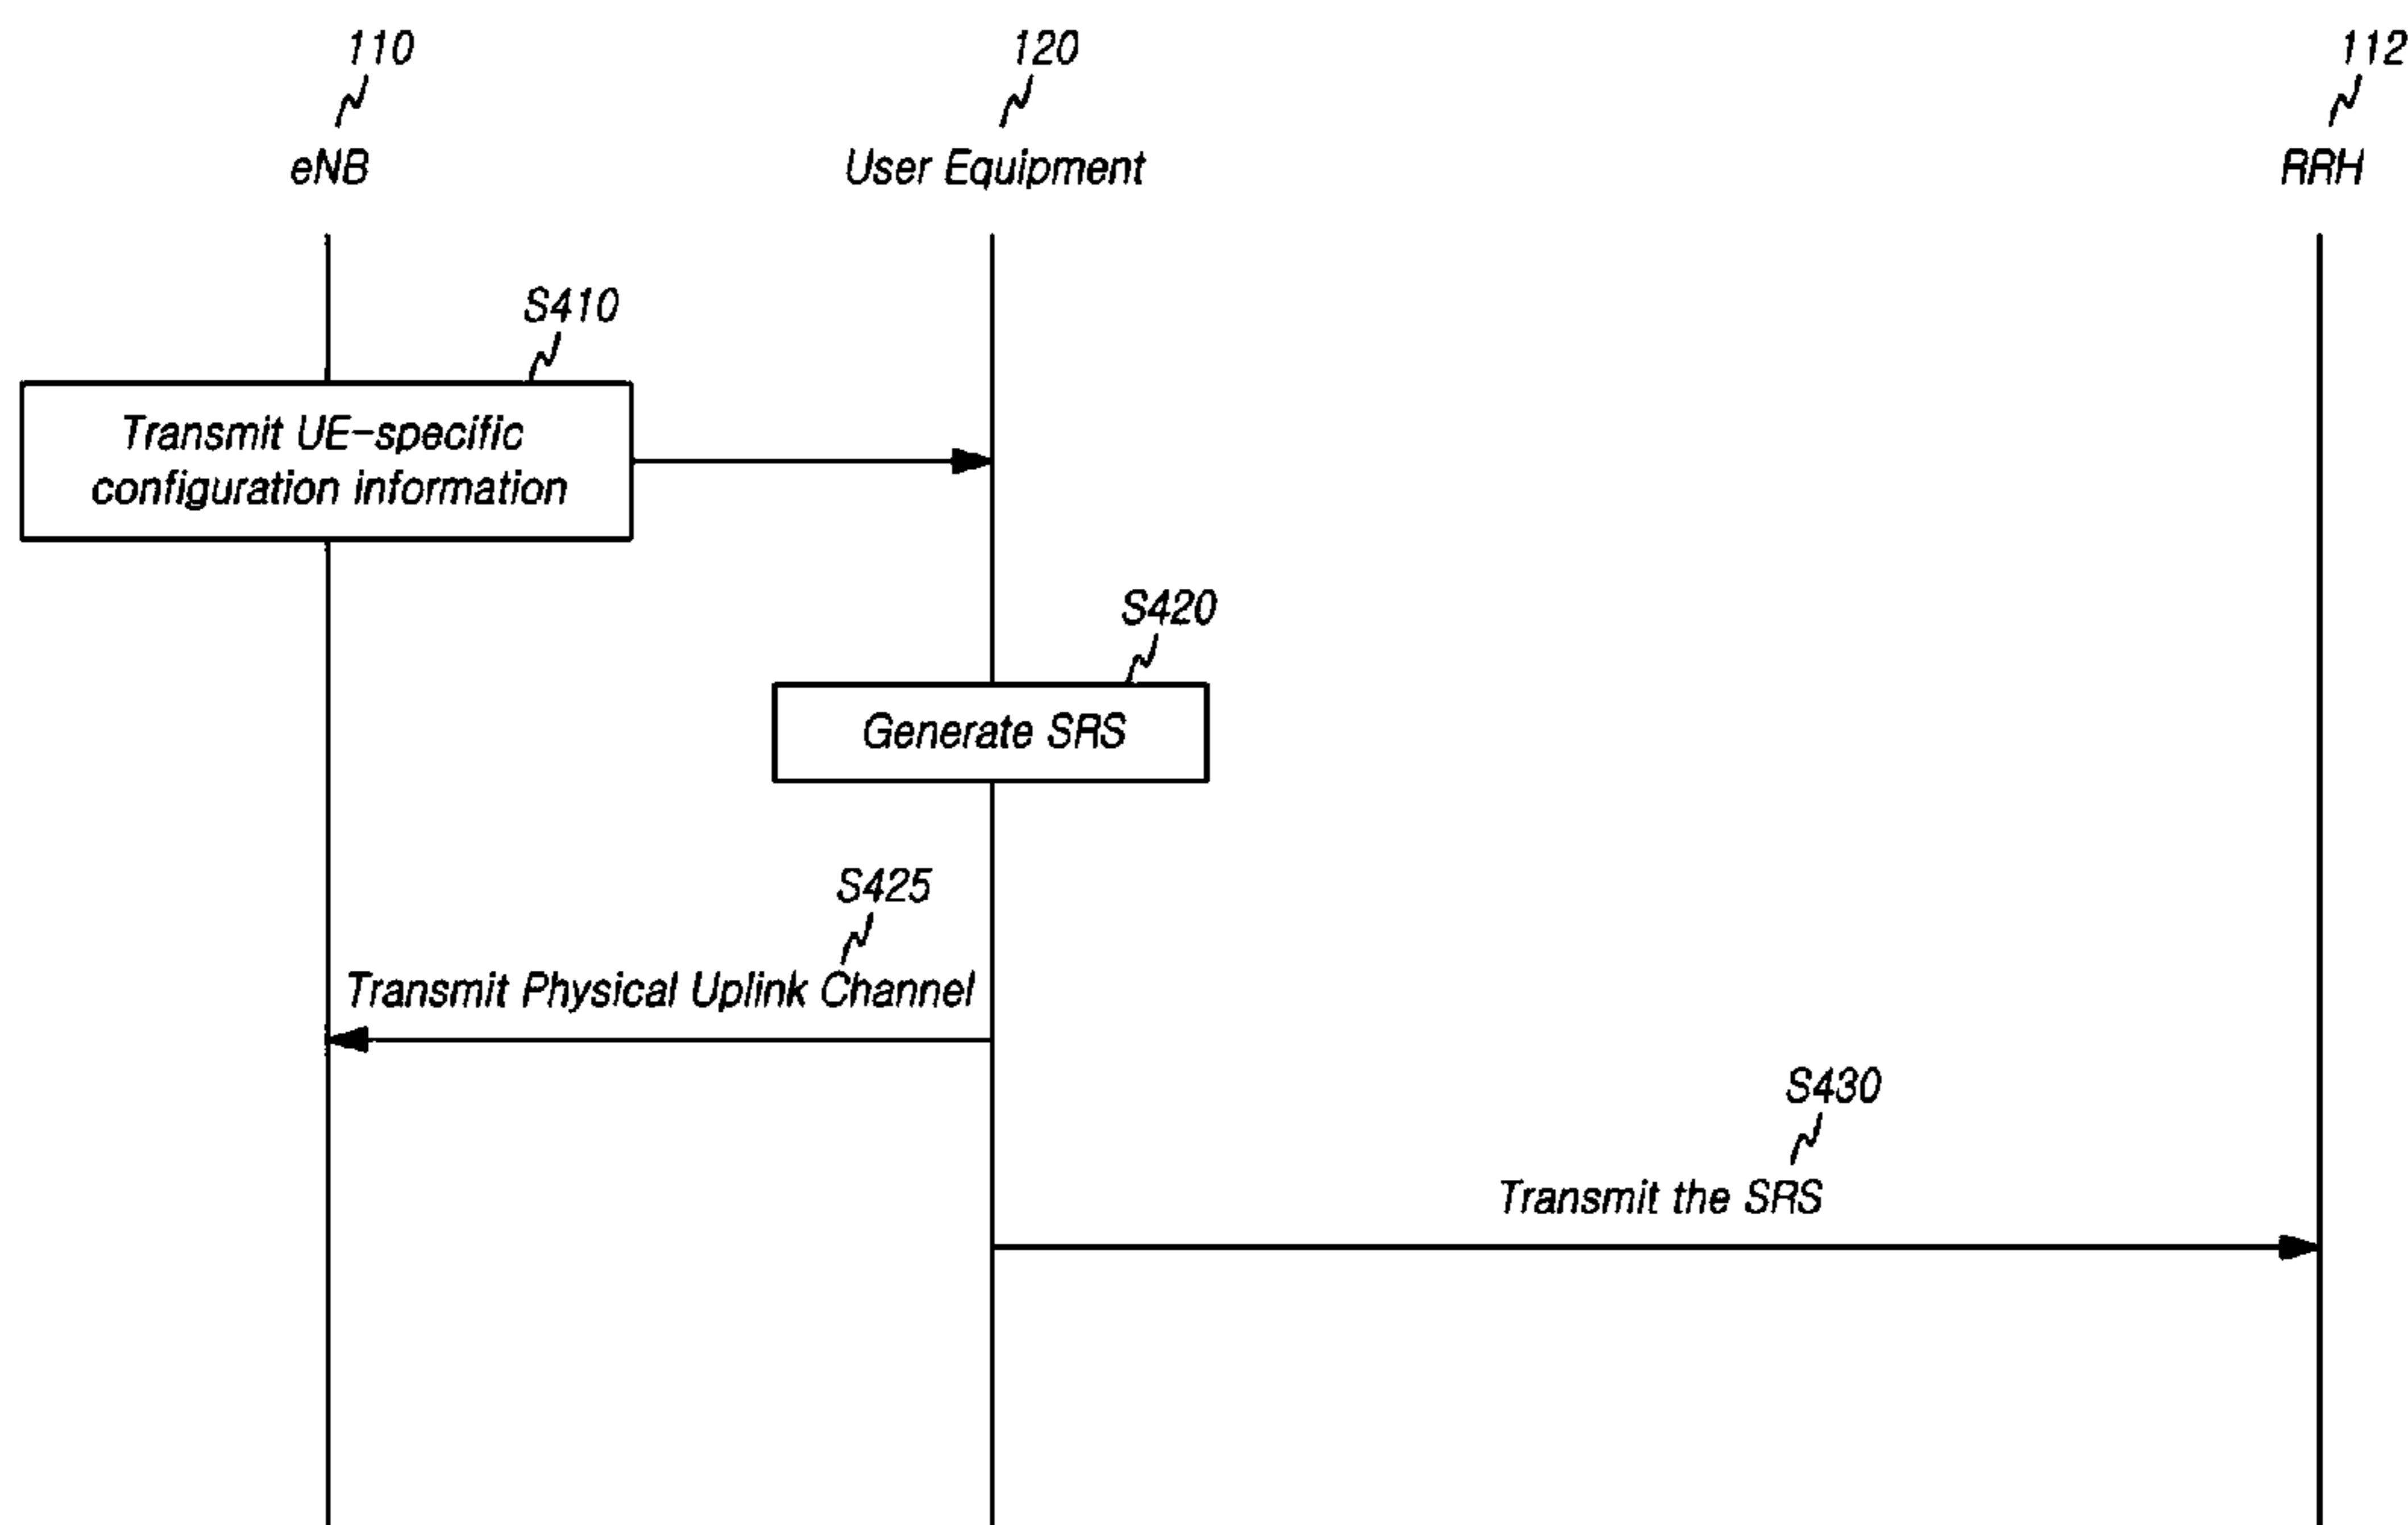 110
120
112
eNB
User Equipment
RRH
S410
Transmit UE-specific
configuration information
S420
Generate SRS
S425
Transmit Physical Uplink Channel
S430
Transmit the SRS